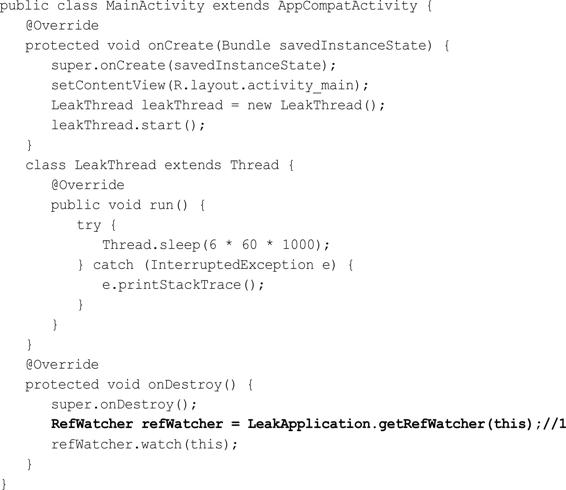 public class MainActivity extends AppCompatActivity {
@Override
protected void onCreate(Bundle savedInstanceState) {
super.onCreate(savedInstanceState);
setContentView(R.layout.activity_main);
LeakThread leakThread = new LeakThread();
leakThread.start();
}
class LeakThread extends Thread {
@Override
public void run() {
try {
Thread.sleep(6 * 60 * 1000);
} catch (InterruptedException e) {
e.printStackTrace();
}
}
}
@Override
protected void onDestroy() {
super.onDestroy();
RefWatcher refWatcher = LeakApplication.getRefWatcher(this);//1
refWatcher.watch(this);
}
}